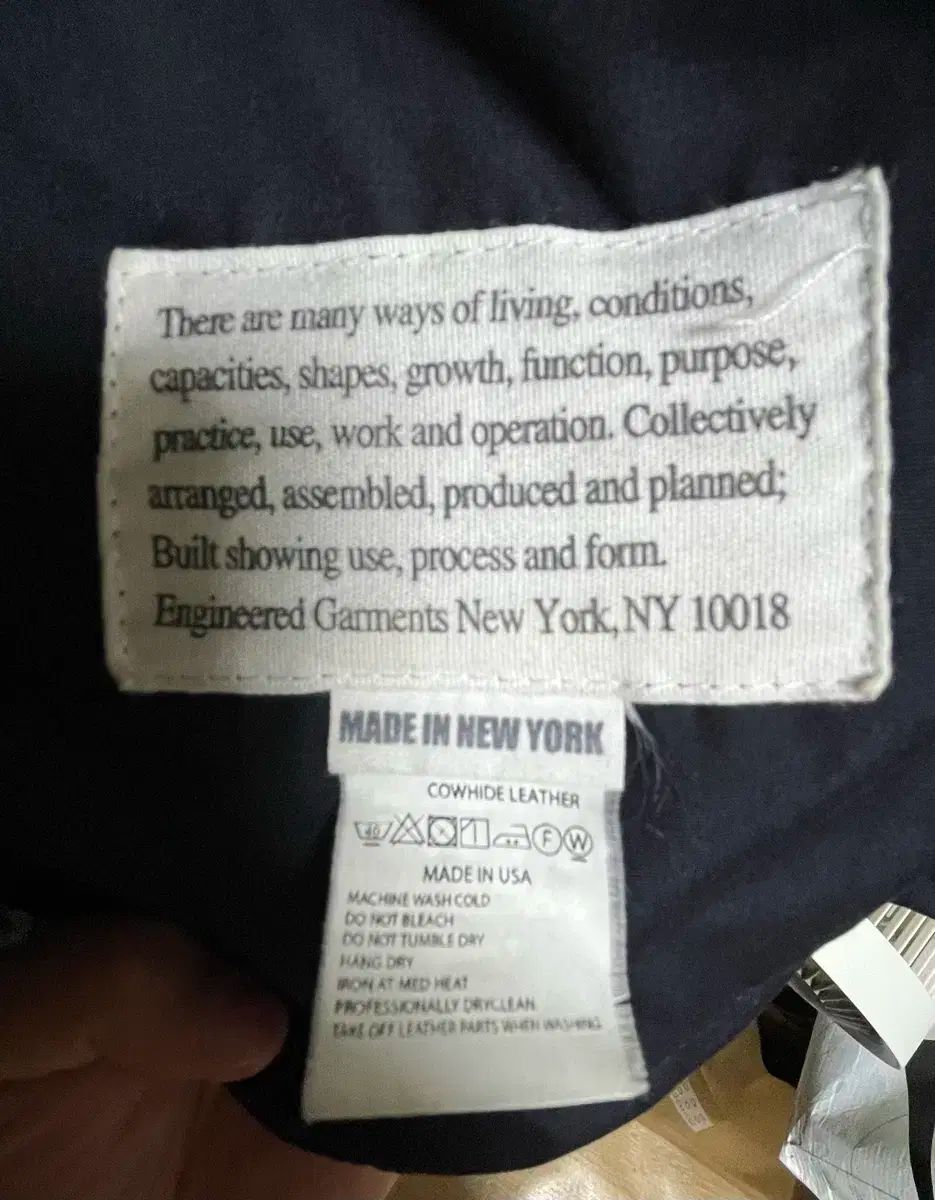 There are many ways of living, conditions,
capacities, shapes, growth, function, purpose,
practice, use, work and operation. Collectively
arranged, assembled, produced and planned;
Built showing use, process and form.
Engineered Garments New York, NY 10018
MADE IN NEW YORK
COWHIDE LEATHER
40 F W
MADE IN USA
MACHINE WASH COLD
DO NOT BLEACH
DO NOT TUMBLE DRY
HANG DRY
IRON AT MED HEAT
PROFESSIONALLY DRYCLEAN
TAKE OFF LEATHER PARTS WHEN WASHING